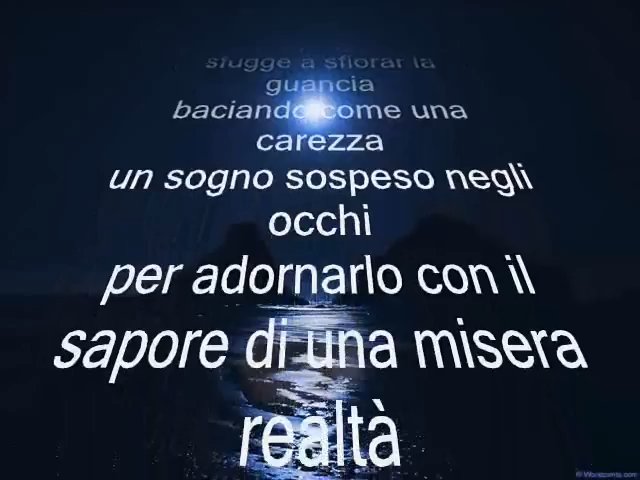 sfugge a sfiorar la
guancia
baciando come una
carezza
un sogno sospeso negli
occhi
per adornarlo con il
sapore di una misera
realtà